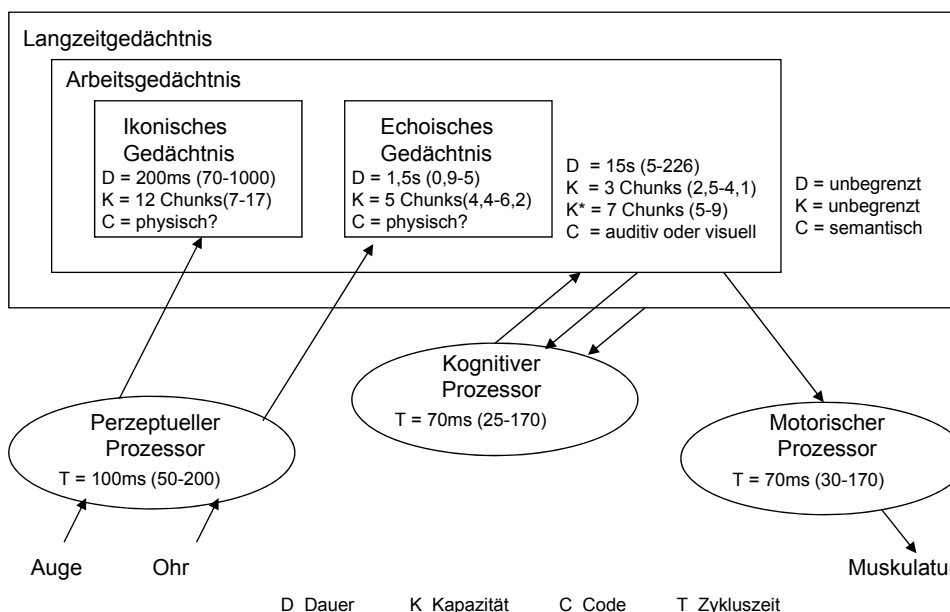 Langzeitgedächtnis
Arbeitsgedächtnis
Ikonisches
Gedächtnis
D = 200ms (70-1000)
K = 12 Chunks(7-17)
C = physisch?
Echoisches
Gedächtnis
D = 1,5s (0,9-5)
K = 5 Chunks(4,4-6,2)
C = physisch?
D = 15s (5-226)
K = 3 Chunks (2,5-4,1)
K* = 7 Chunks (5-9)
C = auditiv oder visuell
D = unbegrenzt
K = unbegrenzt
C = semantisch
Perzeptueller
Prozessor
T = 100ms (50-200)
Kognitiver
Prozessor
T = 70ms (25-170)
Motorischer
Prozessor
T = 70ms (30-170)
Auge Ohr Muskulatur
D Dauer K Kapazität C Code T Zykluszeit